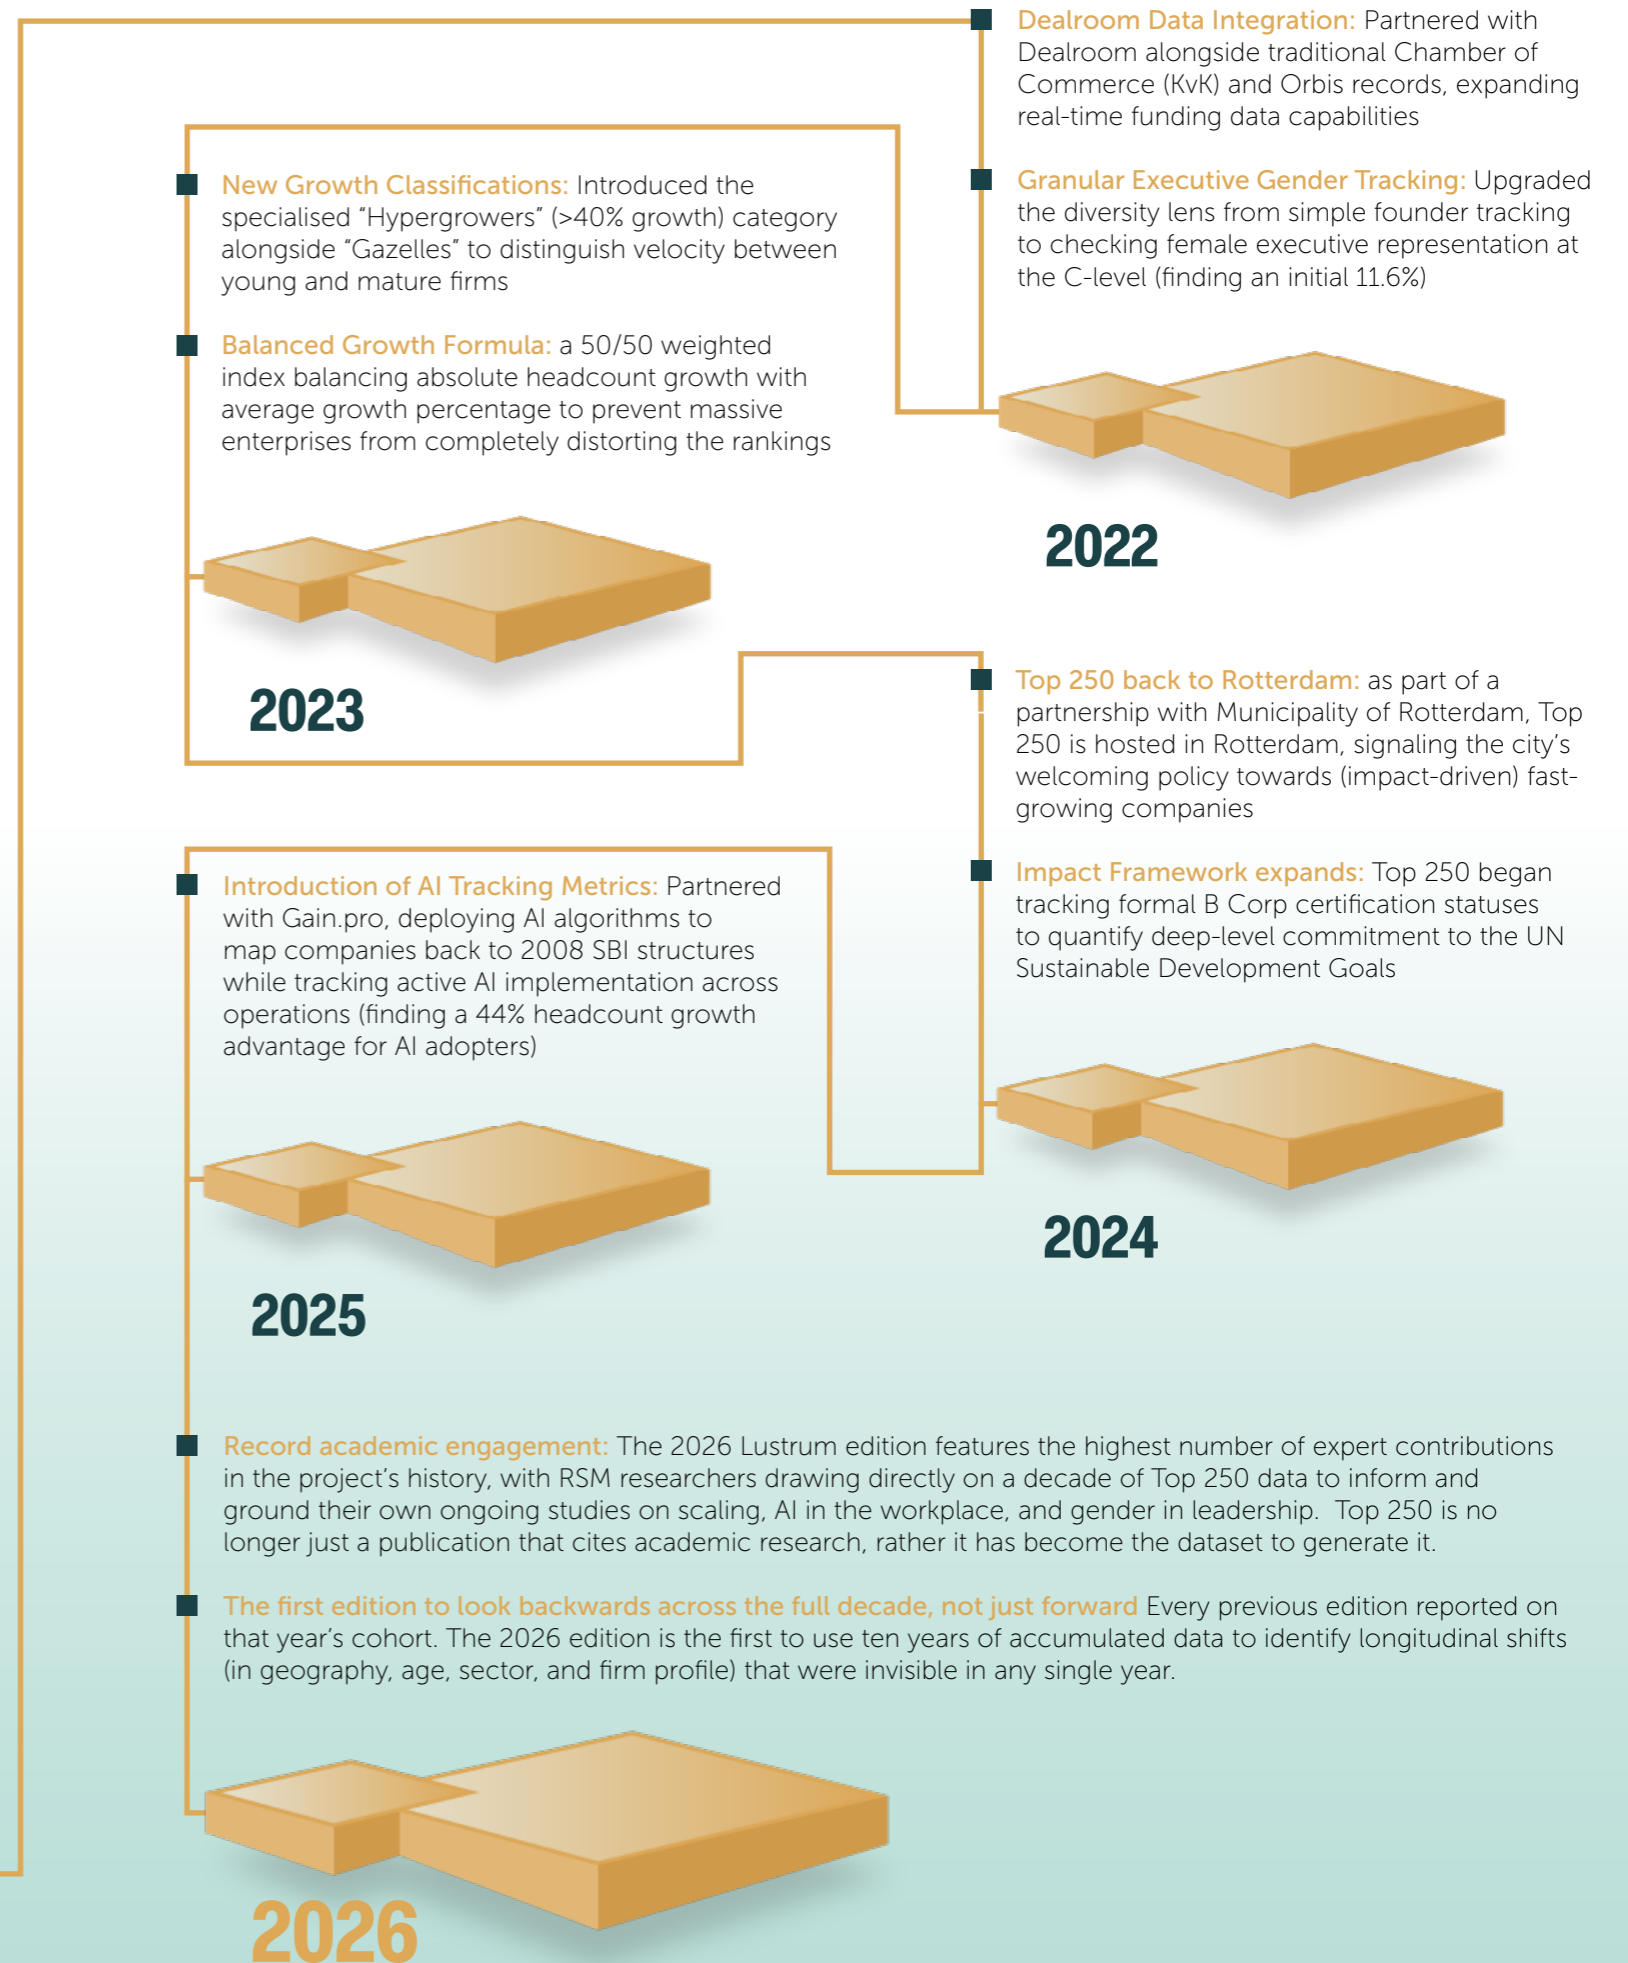 Dealroom Data Integration: Partnered with
Dealroom alongside traditional Chamber of
Commerce (KvK) and Orbis records, expanding
real-time funding data capabilities
Granular Executive Gender Tracking: Upgraded
the diversity lens from simple founder tracking
to checking female executive representation at
the C-level (finding an initial 11.6%)
2022
New Growth Classifications: Introduced the
specialised “Hypergrowers” (>40% growth) category
alongside “Gazelles” to distinguish velocity between
young and mature firms
Balanced Growth Formula: a 50/50 weighted
index balancing absolute headcount growth with
average growth percentage to prevent massive
enterprises from completely distorting the rankings
2023
Top 250 back to Rotterdam: as part of a
partnership with Municipality of Rotterdam, Top
250 is hosted in Rotterdam, signaling the city’s
welcoming policy towards (impact-driven) fast-
growing companies
Impact Framework expands: Top 250 began
tracking formal B Corp certification statuses
to quantify deep-level commitment to the UN
Sustainable Development Goals
2024
Introduction of AI Tracking Metrics: Partnered
with Gain.pro, deploying AI algorithms to
map companies back to 2008 SBI structures
while tracking active AI implementation across
operations (finding a 44% headcount growth
advantage for AI adopters)
2025
Record academic engagement: The 2026 Lustrum edition features the highest number of expert contributions
in the project’s history, with RSM researchers drawing directly on a decade of Top 250 data to inform and
ground their own ongoing studies on scaling, AI in the workplace, and gender in leadership. Top 250 is no
longer just a publication that cites academic research, rather it has become the dataset to generate it.
The first edition to look backwards across the full decade, not just forward Every previous edition reported on
that year’s cohort. The 2026 edition is the first to use ten years of accumulated data to identify longitudinal shifts
(in geography, age, sector, and firm profile) that were invisible in any single year.
2026